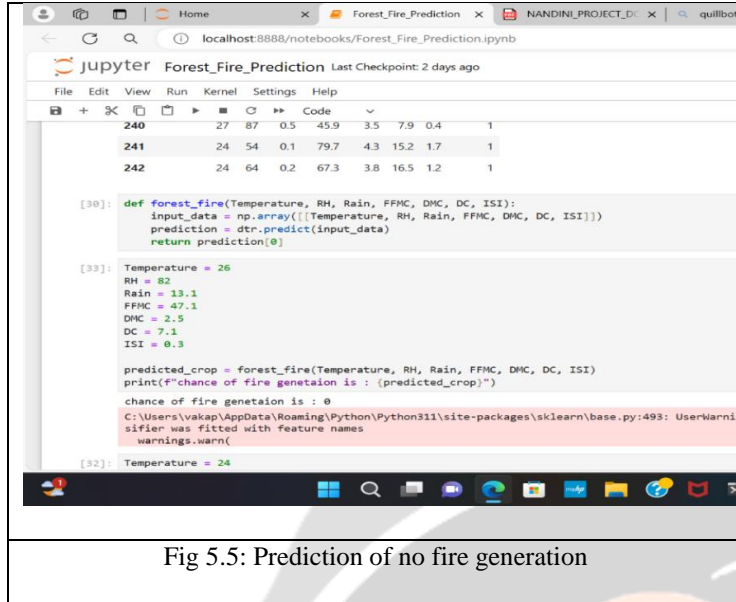 Home
Forest_Fire_Prediction
NANDINI_PROJECT_DC
quillbot
localhost:8888/notebooks/Forest_Fire_Prediction.ipynb
jupyter Forest_Fire_Prediction Last Checkpoint: 2 days ago
File Edit View Run Kernel Settings Help
Code
240 27 87 0.5 45.9 3.5 7.9 0.4 1
241 24 54 0.1 79.7 4.3 15.2 1.7 1
242 24 64 0.2 67.3 3.8 16.5 1.2 1
[30]: def forest_fire(Temperature, RH, Rain, FFMC, DMC, DC, ISI):
input_data = np.array([[Temperature, RH, Rain, FFMC, DMC, DC, ISI]])
prediction = dtr.predict(input_data)
return prediction[0]
[33]: Temperature = 26
RH = 82
Rain = 13.1
FFMC = 47.1
DMC = 2.5
DC = 7.1
ISI = 0.3
predicted_crop = forest_fire(Temperature, RH, Rain, FFMC, DMC, DC, ISI)
print(f"chance of fire genetaion is : {predicted_crop}")
chance of fire genetaion is : 0
C:\Users\vakap\AppData\Roaming\Python\Python311\site-packages\sklearn\base.py:493: UserWarni
sifier was fitted with feature names
warnings.warn(
[32]: Temperature = 24
Fig 5.5: Prediction of no fire generation